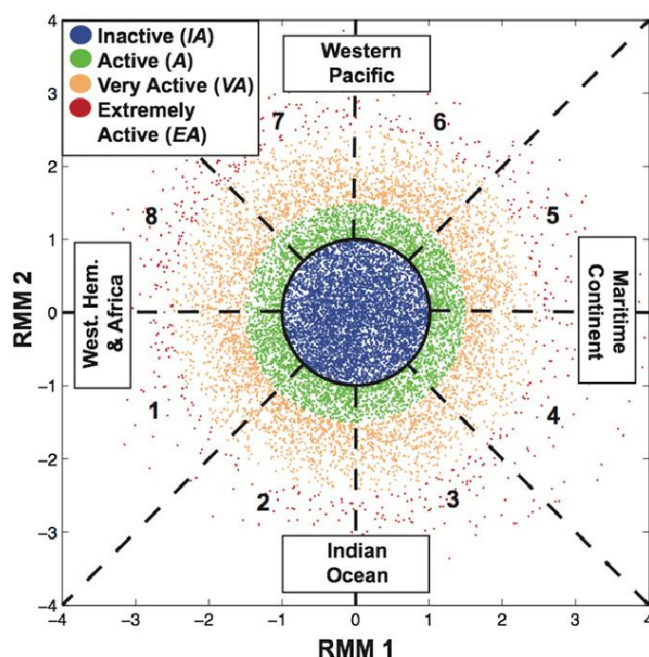 Inactive (IA)
Active (A)
Very Active (VA)
Extremely
Active (EA)
Western
Pacific
7
6
8
5
West. Hem.
& Africa
Maritime
Continent
1
4
2
3
Indian
Ocean
RMM 2
4
3
2
1
0
−1
−2
−3
−4
−4 −3 −2 −1 0 1 2 3 4
RMM 1